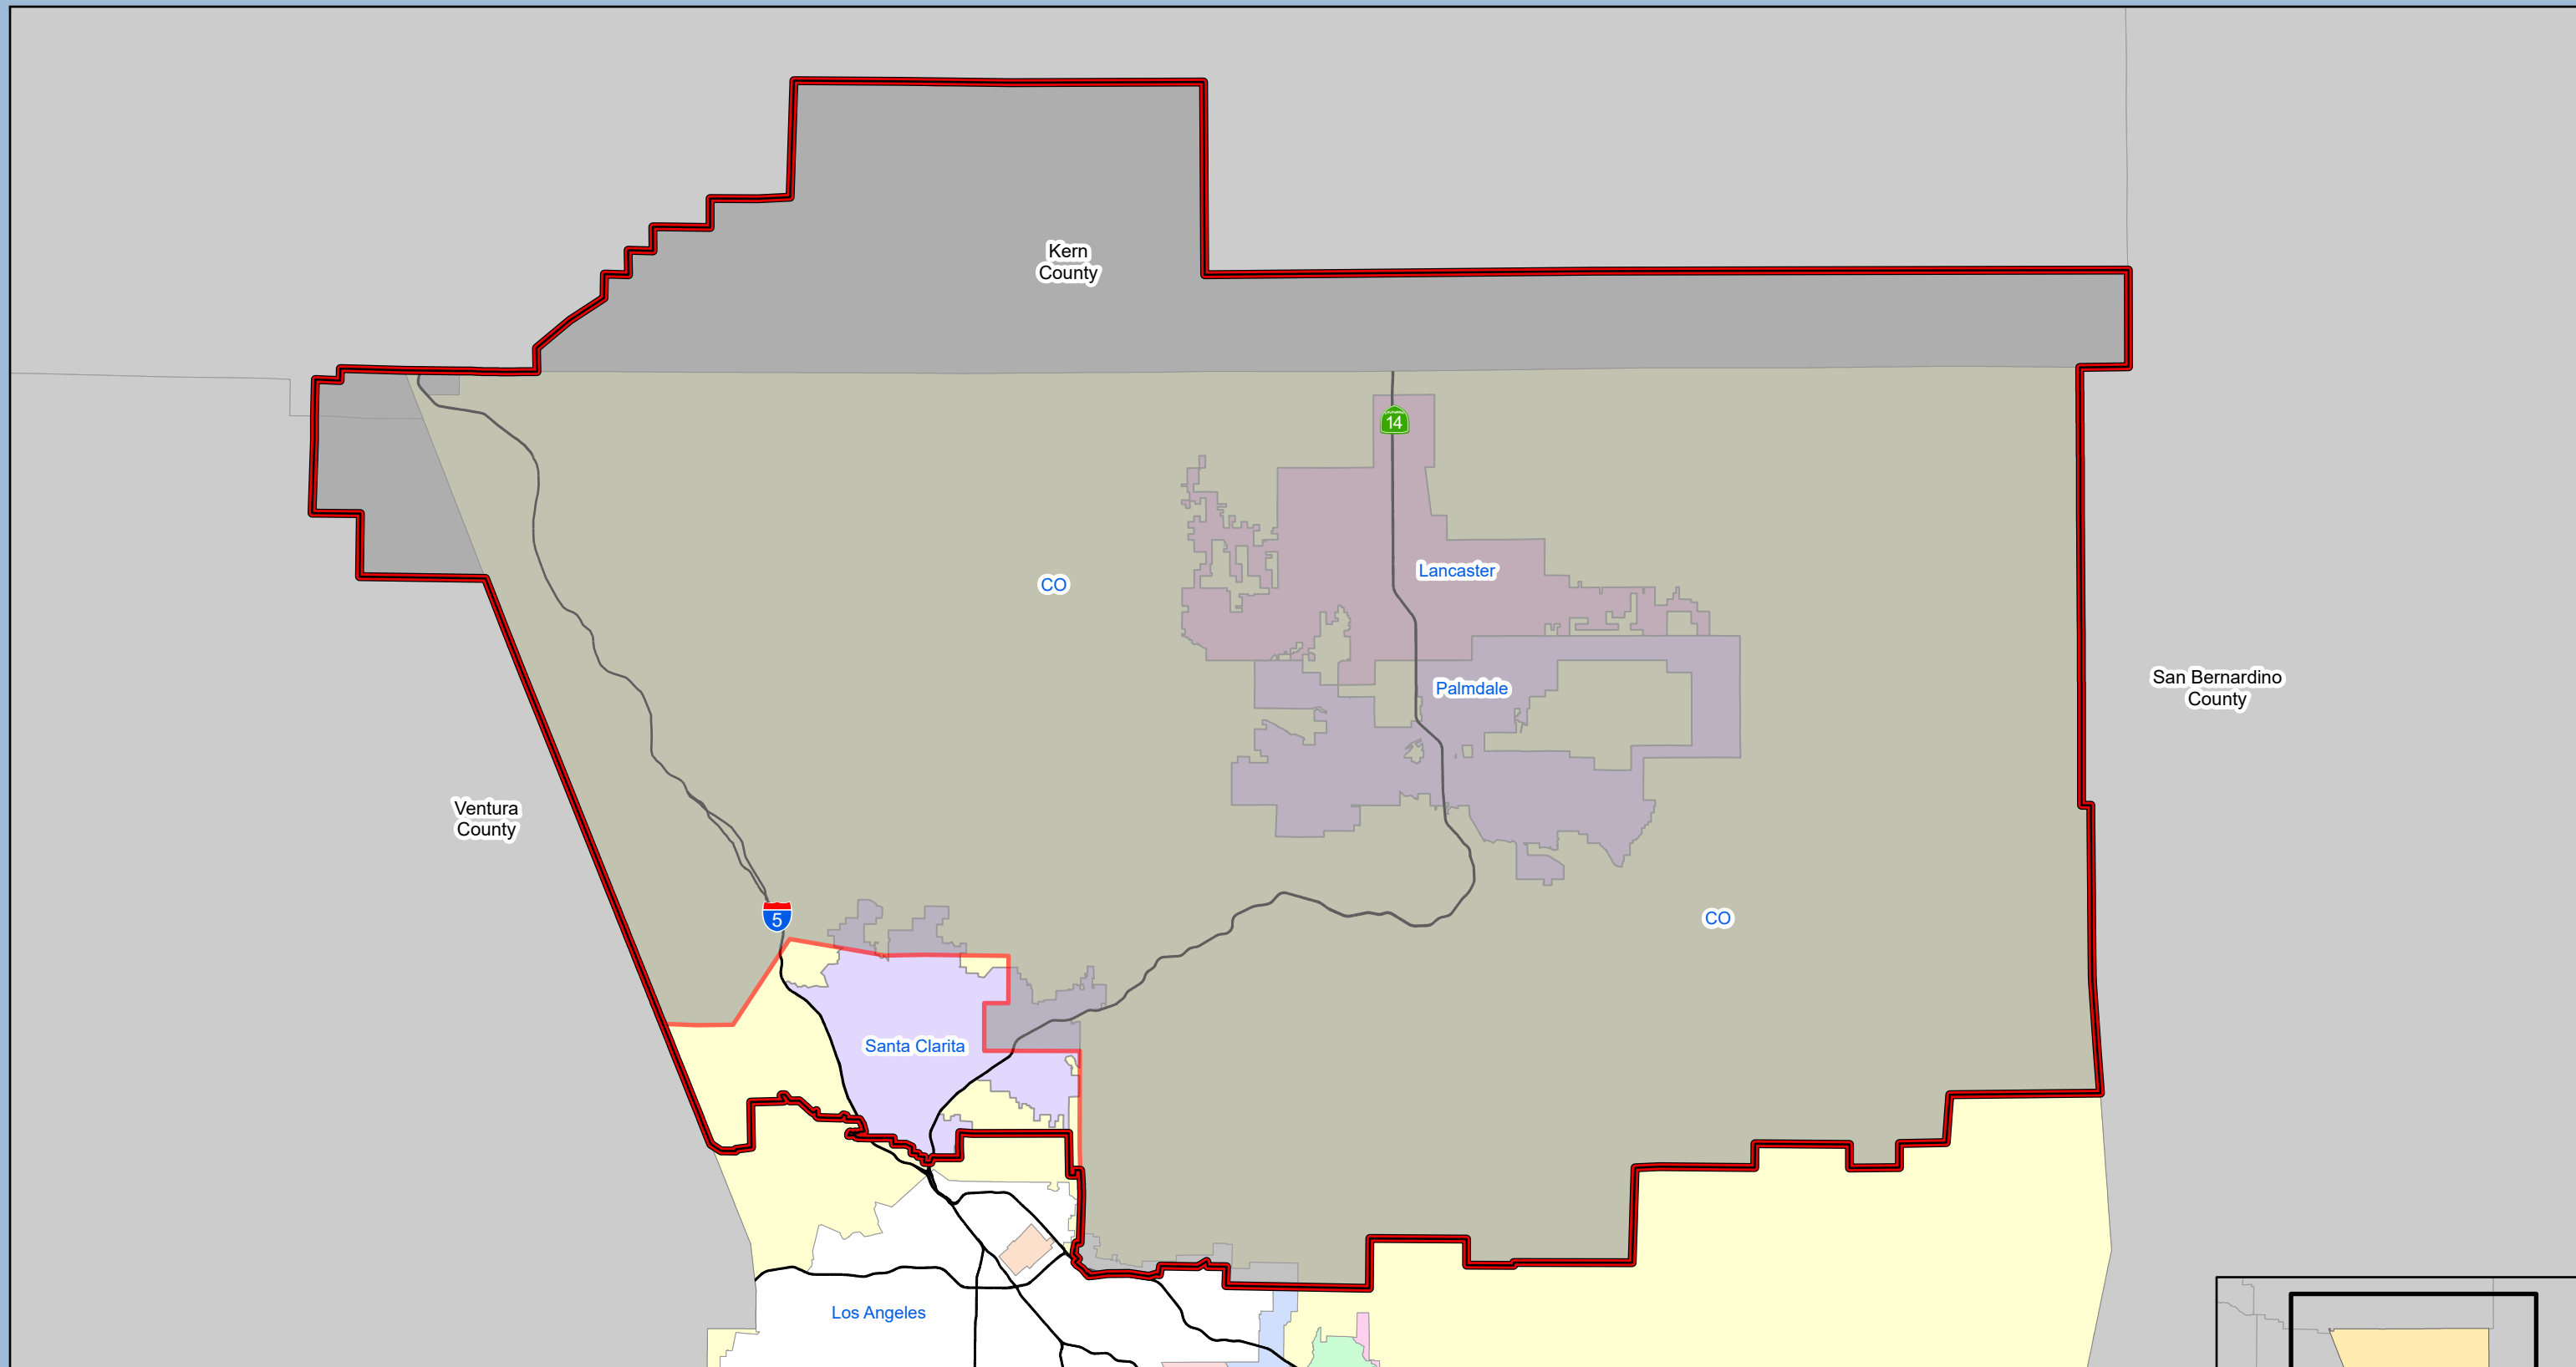 Kern
County
14
Lancaster
CO
San Bernardino
County
Palmdale
Ventura
County
5
CO
Santa Clarita
Los Angeles